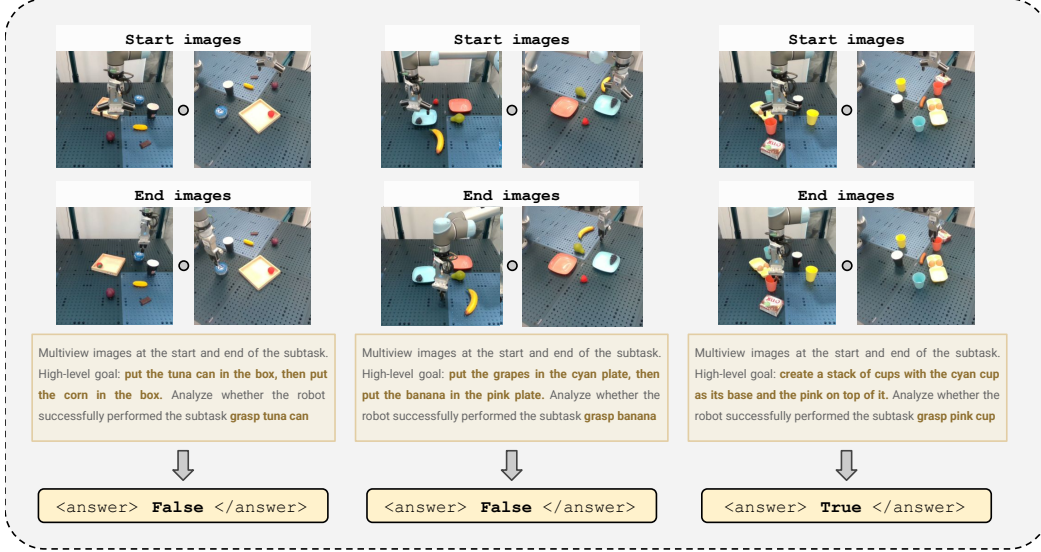 Start images
End images
Multiview images at the start and end of the subtask.
High-level goal: put the tuna can in the box, then put
the corn in the box. Analyze whether the robot
successfully performed the subtask grasp tuna can
<answer> False </answer>
Start images
End images
Multiview images at the start and end of the subtask.
High-level goal: put the grapes in the cyan plate, then
put the banana in the pink plate. Analyze whether the
robot successfully performed the subtask grasp banana
<answer> False </answer>
Start images
End images
Multiview images at the start and end of the subtask.
High-level goal: create a stack of cups with the cyan cup
as its base and the pink on top of it. Analyze whether the
robot successfully performed the subtask grasp pink cup
<answer> True </answer>